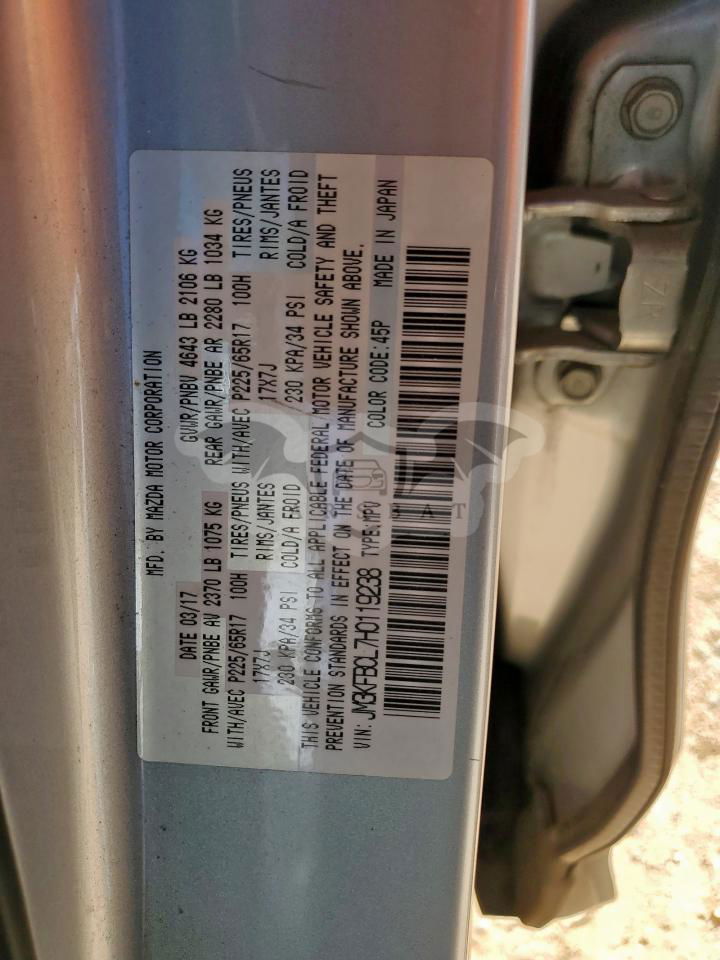 MFD. BY MAZDA MOTOR CORPORATION
DATE 03/17 GVWR/PNBV 4643 LB 2106 KG
FRONT GAWR/PNBE AV 2370 LB 1075 KG REAR GAWR/PNBE AR 2280 LB 1034 KG
WITH/AVEC P225/65R17 100H TIRES/PNEUS WITH/AVEC P225/65R17 100H TIRES/PNEUS
17X7J RIMS/JANTES 17X7J RIMS/JANTES
230 KPA/34 PSI COLD/A FROID 230 KPA/34 PSI COLD/A FROID
THIS VEHICLE CONFORMS TO ALL APPLICABLE FEDERAL MOTOR VEHICLE SAFETY AND THEFT
PREVENTION STANDARDS IN EFFECT ON THE DATE OF MANUFACTURE SHOWN ABOVE.
VIN: JM3KFBCL7H0119238 TYPE:MPV COLOR CODE:45P MADE IN JAPAN